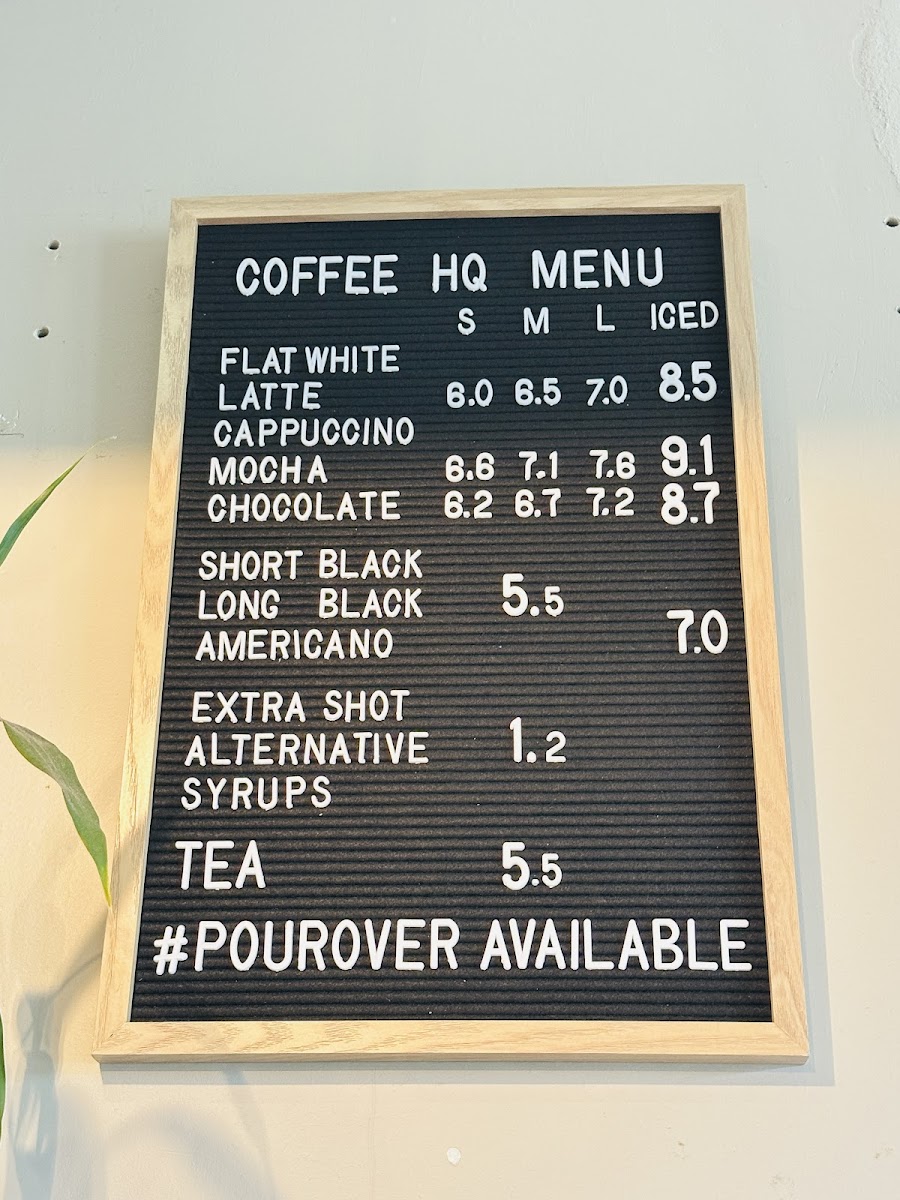 COFFEE HQ MENU
S M L ICED
FLAT WHITE
LATTE 6.0 6.5 7.0 8.5
CAPPUCCINO
MOCHA 6.6 7.1 7.6 9.1
CHOCOLATE 6.2 6.7 7.2 8.7
SHORT BLACK
LONG BLACK 5.5
AMERICANO 7.0
EXTRA SHOT
ALTERNATIVE 1.2
SYRUPS
TEA 5.5
#POUROVER AVAILABLE